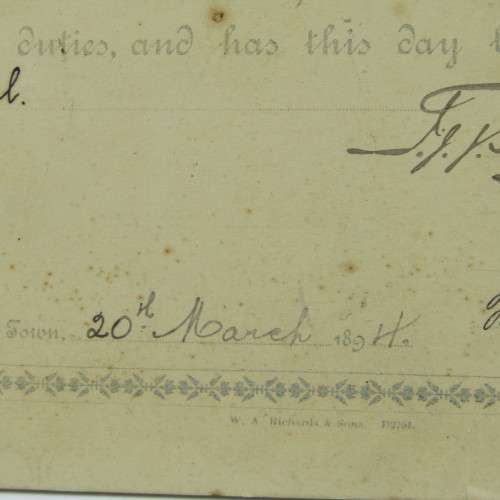 duties, and has this day
l.
Town, 20th March 1894.
W. A. Richards & Sons.